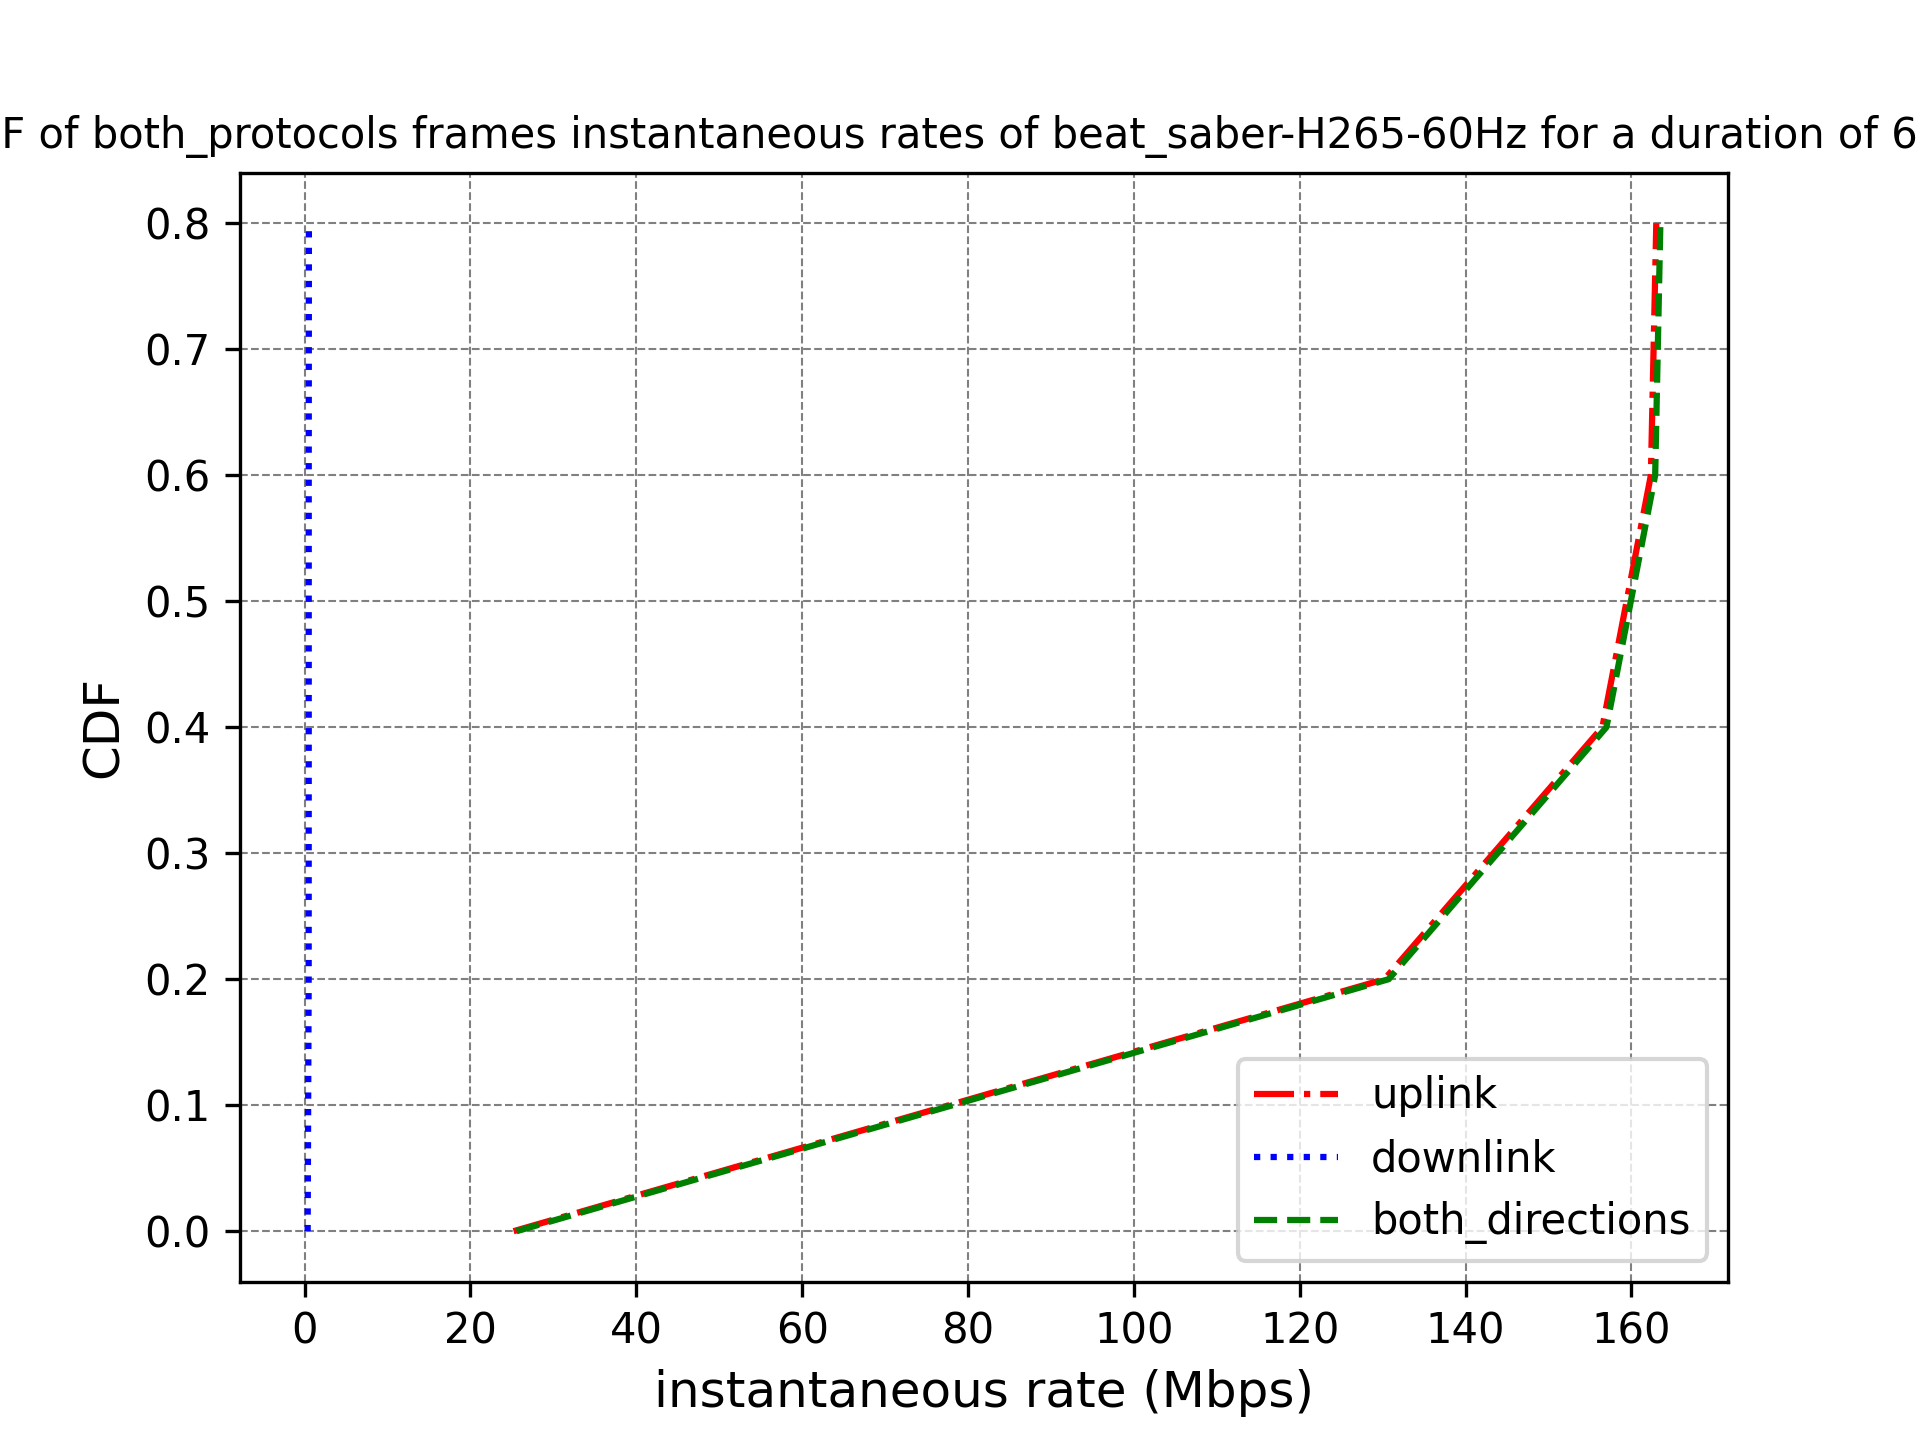 F of both_protocols frames instantaneous rates of beat_saber-H265-60Hz for a duration of 6
0.8
0.7
0.6
0.5
0.4
0.3
0.2
0.1
0.0
CDF
uplink
downlink
both_directions
0 20 40 60 80 100 120 140 160
instantaneous rate (Mbps)